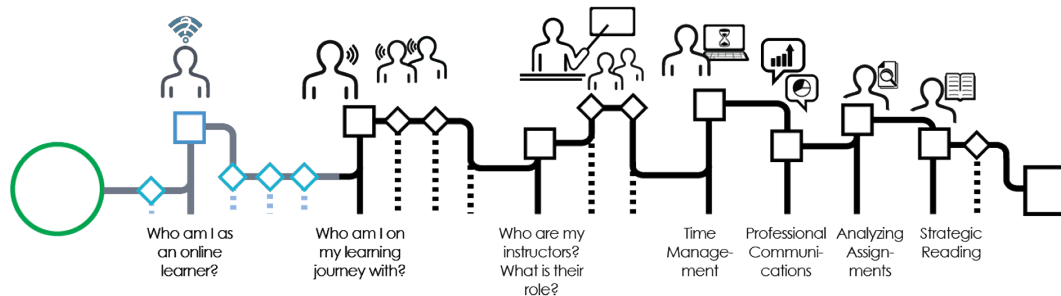 Who am I as
an online
learner?
Who am I on
my learning
journey with?
Who are my
instructors?
What is their
role?
Time
Manage-
ment
Professional
Communi-
cations
Analyzing
Assign-
ments
Strategic
Reading